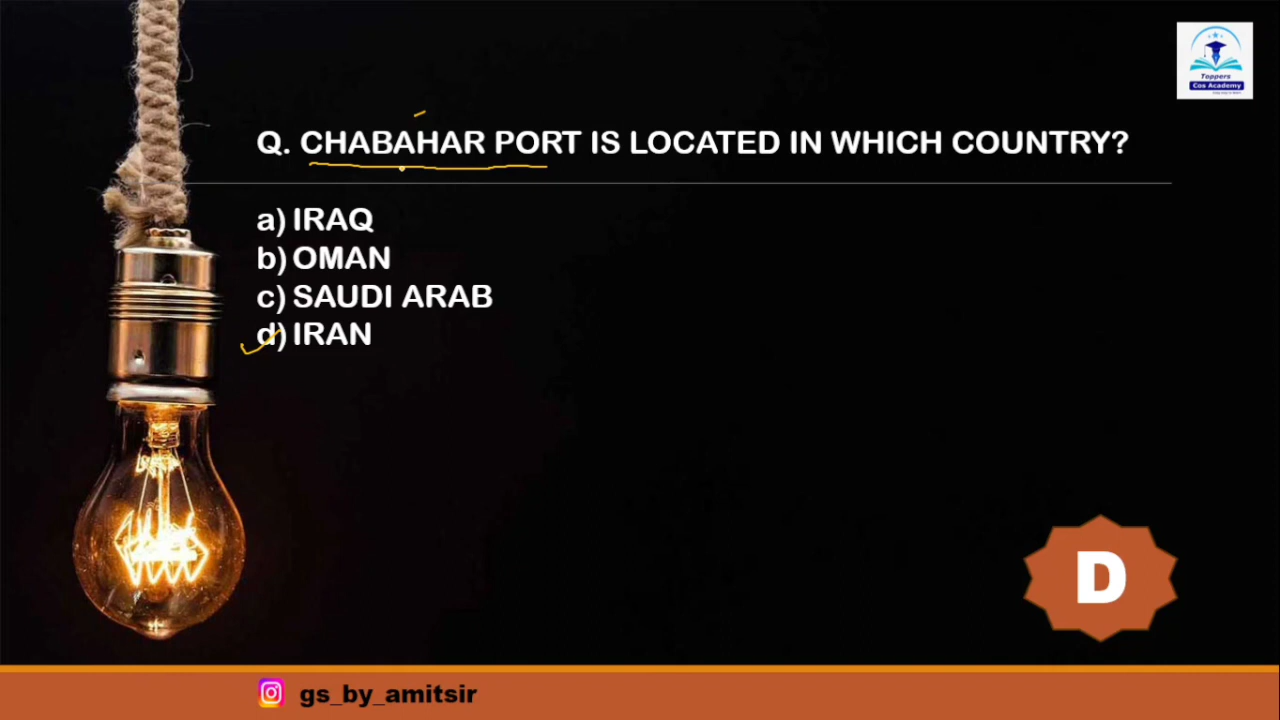 Toppers
Cos Academy
Q. CHABAHAR PORT IS LOCATED IN WHICH COUNTRY?
a) IRAQ
b) OMAN
c) SAUDI ARAB
d) IRAN
D
gs_by_amitsir